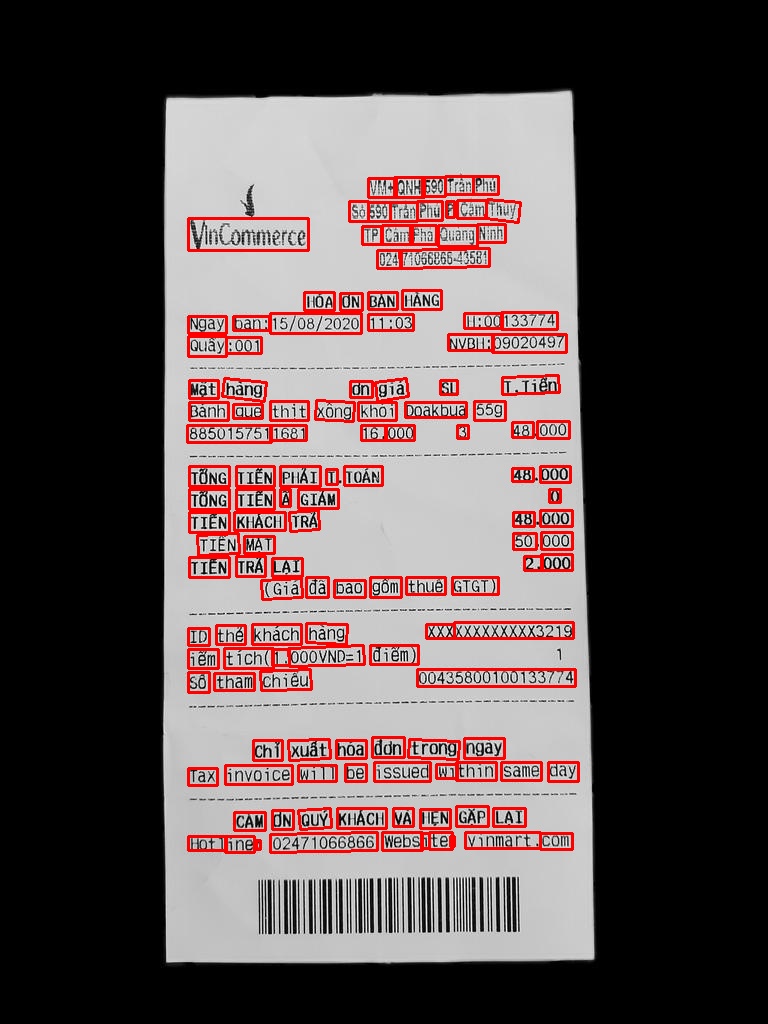 VM+ QNH 590 Trần Phú
Số 590 Trần Phú P Cẩm Thủy
VinCommerce
TP Cẩm Phả Quảng Ninh
02471066866-43581
HÓA ƠN BÁN HÀNG
Ngày bán:15/08/2020 11:03 H:00133774
Quầy:001 NVBH:09020497
Mặt hàng ơn giá SL T.Tiền
Bánh quế thịt xông khói Doakbua 55g
8850157511681 16.000 3 48.000
TỔNG TIỀN PHẢI T.TOÁN 48.000
TỔNG TIỀN Ã GIẢM 0
TIỀN KHÁCH TRẢ 48.000
TIỀN MẶT 50.000
TIỀN TRẢ LẠI 2.000
(Giá đã bao gồm thuế GTGT)
ID thẻ khách hàng XXXXXXXXXXXX3219
iểm tích(1.000VND=1 điểm) 1
Số tham chiếu 00435800100133774
Chỉ xuất hóa đơn trong ngày
Tax invoice will be issued within same day
CẢM ƠN QUÝ KHÁCH VÀ HẸN GẶP LẠI
Hotline: 02471066866 Website: vinmart.com